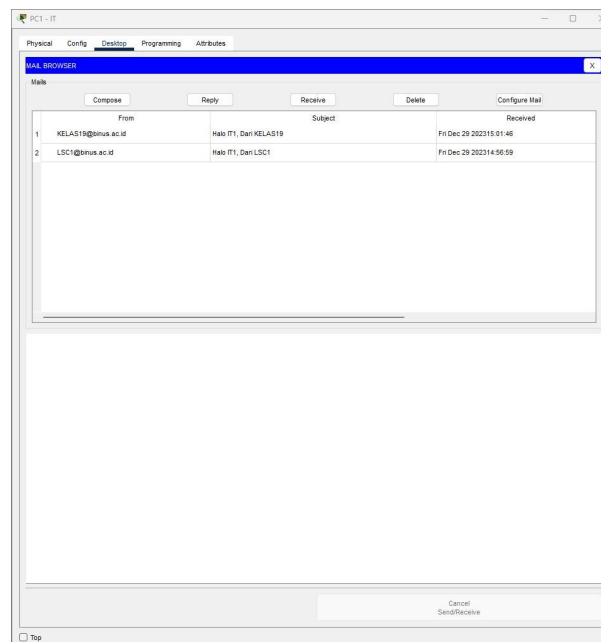 PC1 - IT
Physical Config Desktop Programming Attributes
MAIL BROWSER X
Mails
Compose Reply Receive Delete Configure Mail
From Subject Received
1 KELAS19@binus.ac.id Halo IT1, Dari KELAS19 Fri Dec 29 202315:01:46
2 LSC1@binus.ac.id Halo IT1, Dari LSC1 Fri Dec 29 202314:56:59
Cancel
Send/Receive
Top